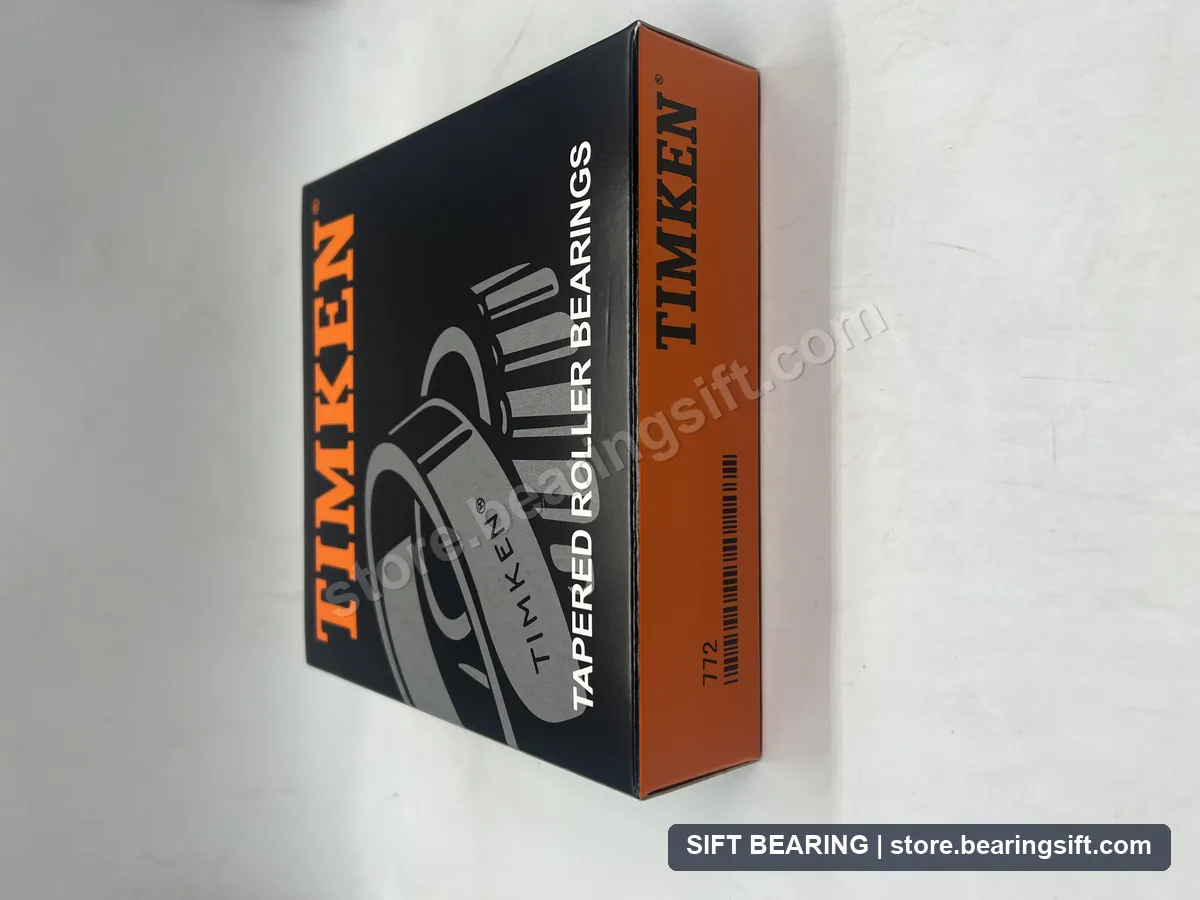 TIMKEN®
TIMKEN®
TAPERED ROLLER BEARINGS
TIMKEN®
772
store.bearingsift.com
SIFT BEARING | store.bearingsift.com